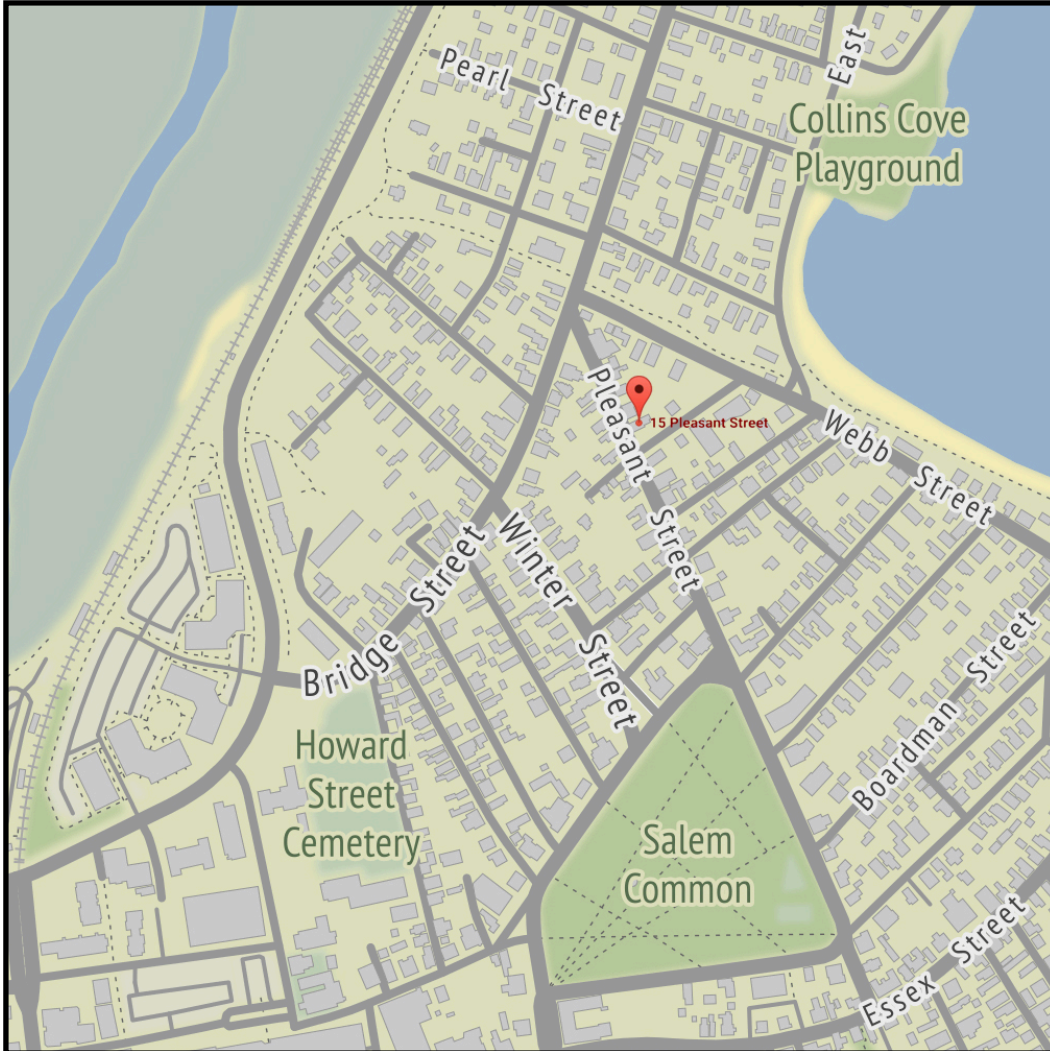 Pearl Street
East
Collins Cove
Playground
15 Pleasant Street
Pleasant Street
Webb Street
Winter Street
Bridge Street
Boardman Street
Howard
Street
Cemetery
Salem
Common
Essex Street